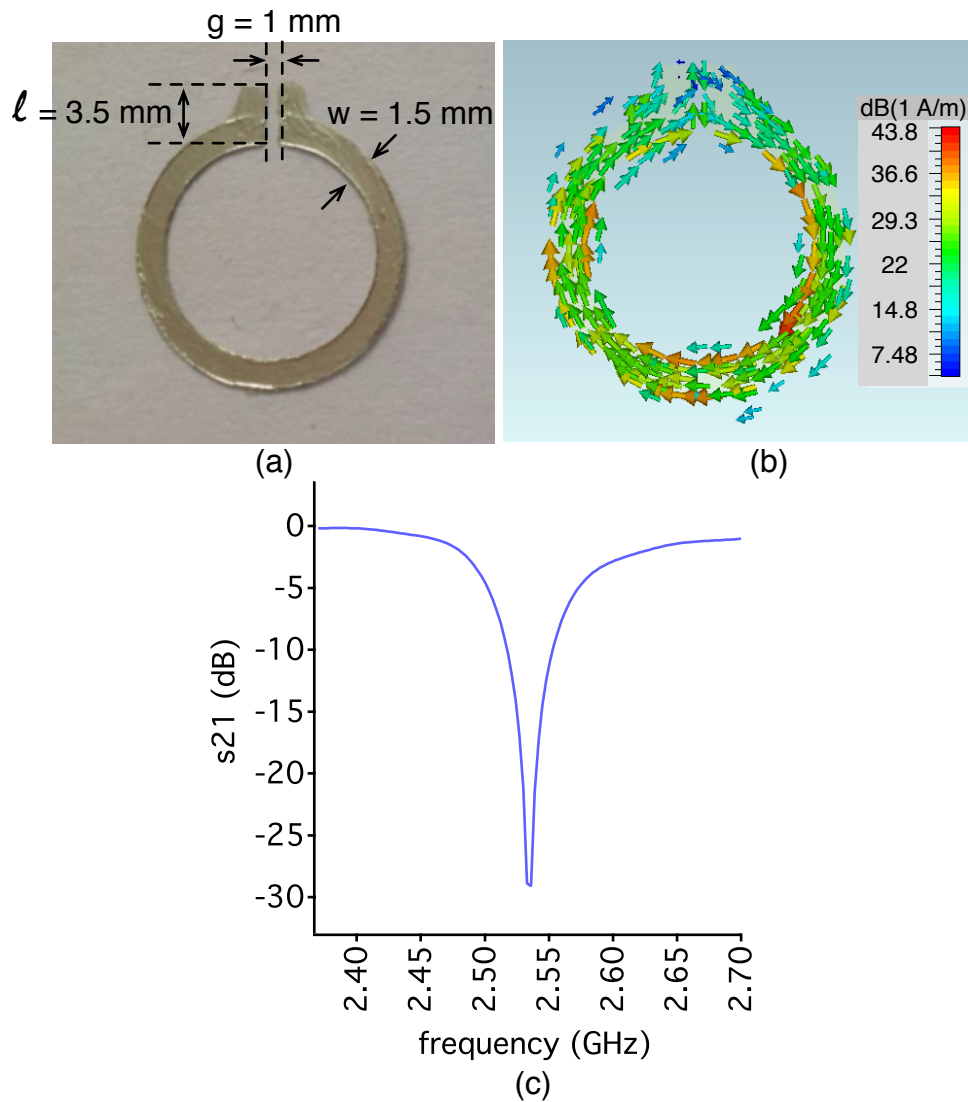 g = 1 mm
ℓ = 3.5 mm
w = 1.5 mm
(a)
dB(1 A/m)
43.8
36.6
29.3
22
14.8
7.48
(b)
0
-5
-10
-15
-20
-25
-30
s21 (dB)
2.40
2.45
2.50
2.55
2.60
2.65
2.70
frequency (GHz)
(c)